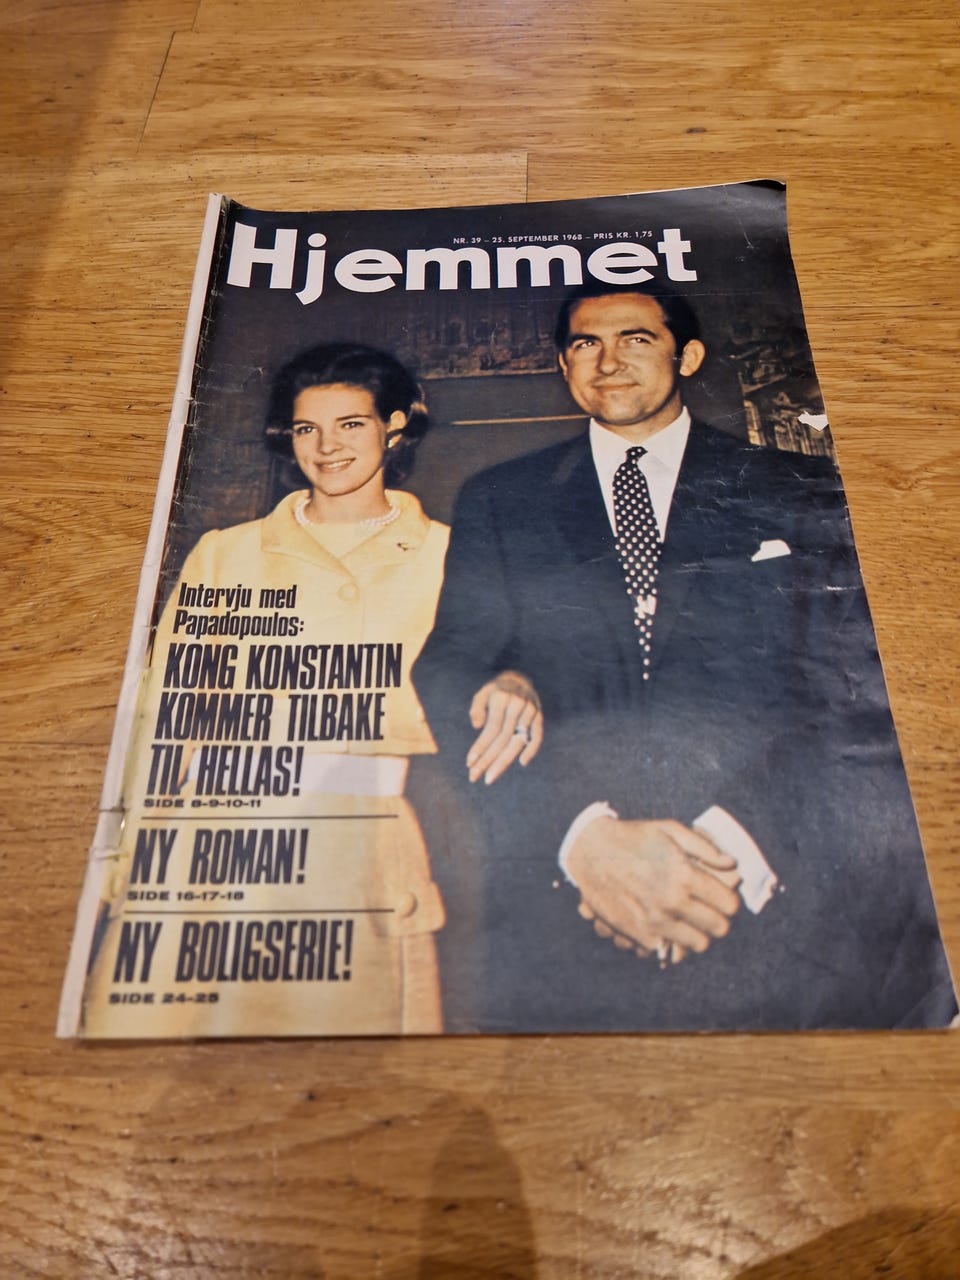 NR. 39 – 25. SEPTEMBER 1968 – PRIS KR. 1,75
Hjemmet
Intervju med
Papadopoulos:
KONG KONSTANTIN
KOMMER TILBAKE
TIL HELLAS!
SIDE 8-9-10-11
NY ROMAN!
SIDE 16-17-18
NY BOLIGSERIE!
SIDE 24-25